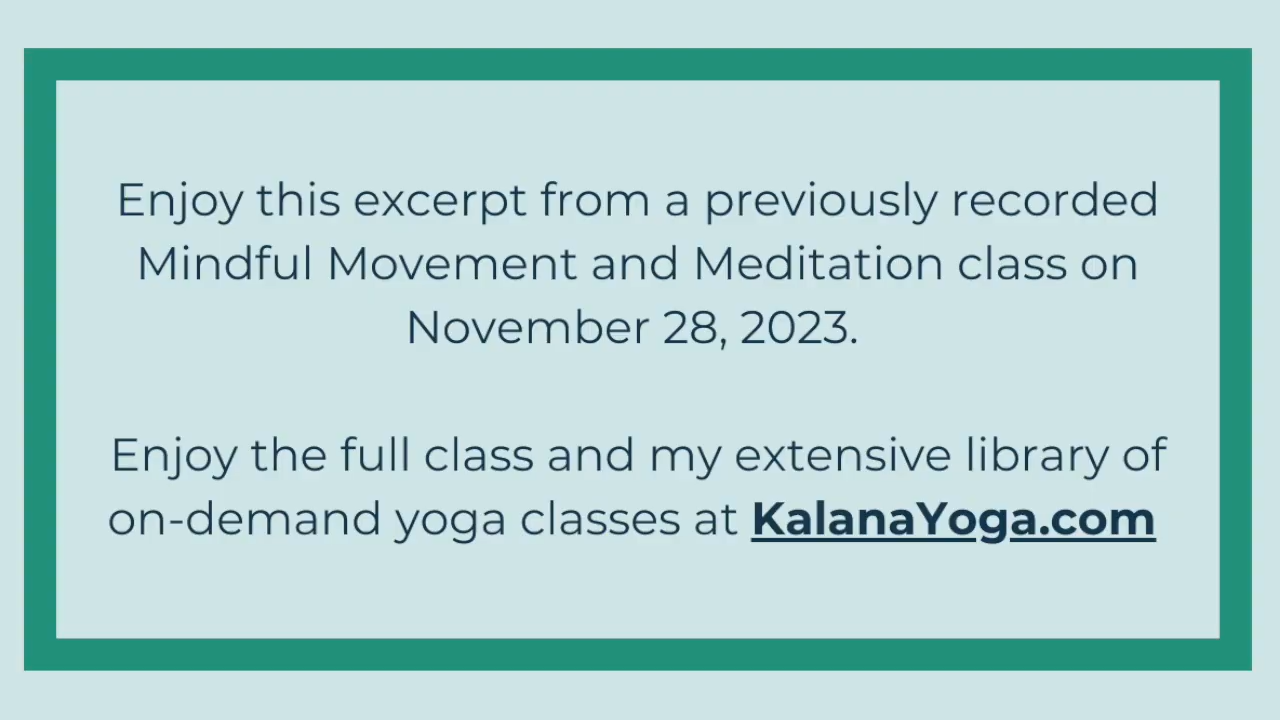 Enjoy this excerpt from a previously recorded
Mindful Movement and Meditation class on
November 28, 2023.
Enjoy the full class and my extensive library of
on-demand yoga classes at KalanaYoga.com